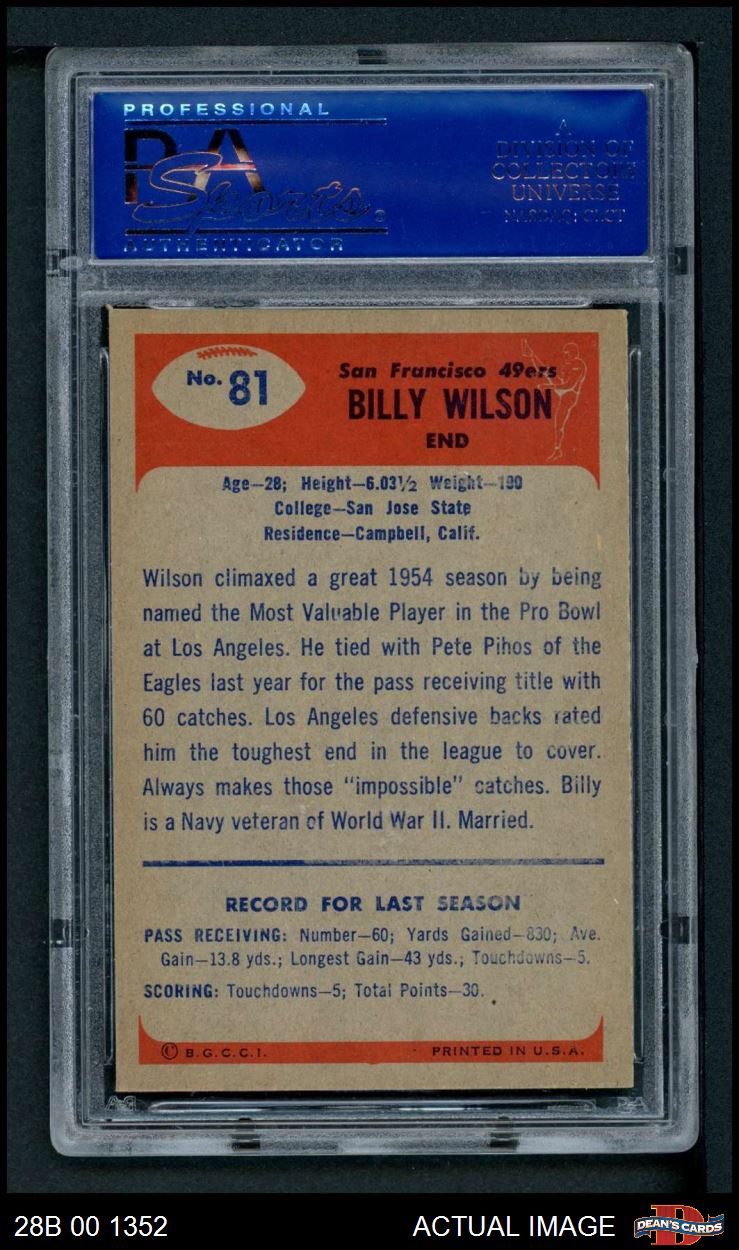 PROFESSIONAL
PSA
Sports
AUTHENTICATOR
A
DIVISION OF
COLLECTORS
UNIVERSE
NASDAQ: CLCT
No. 81
San Francisco 49ers
BILLY WILSON
END
Age—28; Height—6.03½ Weight—190
College—San Jose State
Residence—Campbell, Calif.
Wilson climaxed a great 1954 season by being
named the Most Valuable Player in the Pro Bowl
at Los Angeles. He tied with Pete Pihos of the
Eagles last year for the pass receiving title with
60 catches. Los Angeles defensive backs rated
him the toughest end in the league to cover.
Always makes those "impossible" catches. Billy
is a Navy veteran of World War II. Married.
RECORD FOR LAST SEASON
PASS RECEIVING: Number—60; Yards Gained—830; Ave.
Gain—13.8 yds.; Longest Gain—43 yds.; Touchdowns—5.
SCORING: Touchdowns—5; Total Points—30.
© B.G.C.C.I. PRINTED IN U.S.A.
28B 00 1352 ACTUAL IMAGE DEAN'S CARDS